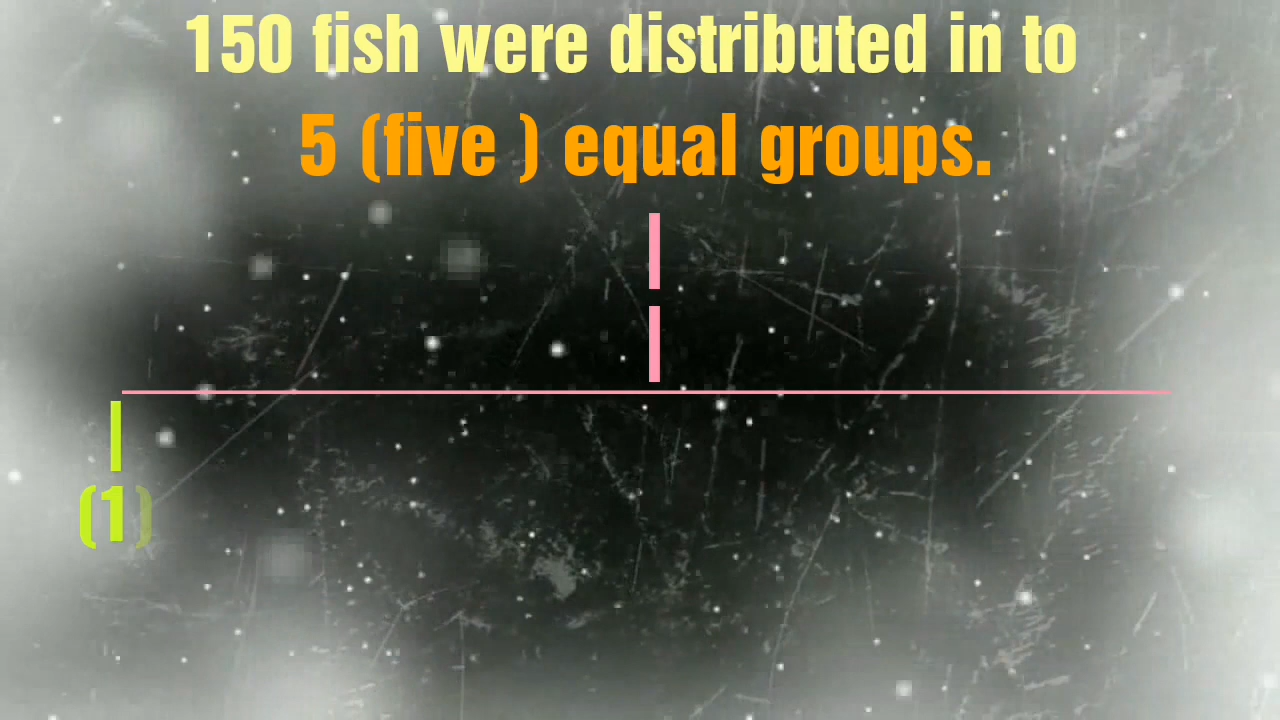 150 fish were distributed in to
5 (five ) equal groups.
(1)